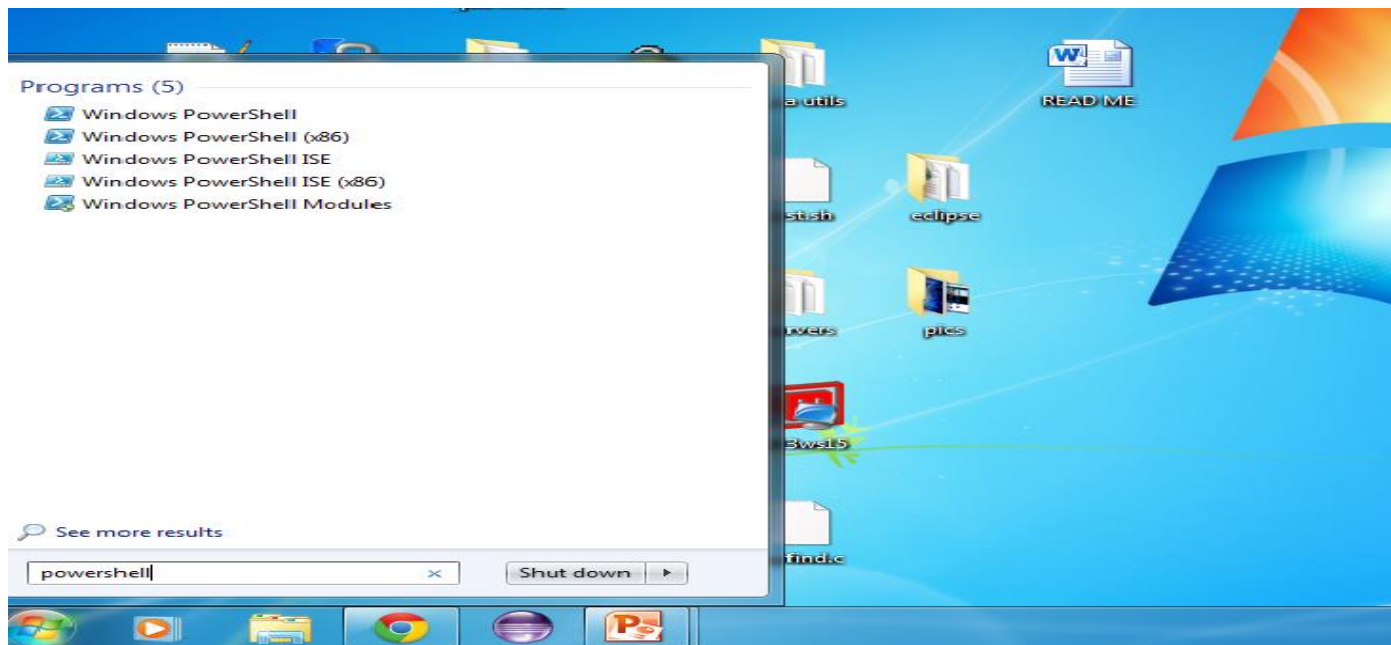 Programs (5)
Windows PowerShell
Windows PowerShell (x86)
Windows PowerShell ISE
Windows PowerShell ISE (x86)
Windows PowerShell Modules
See more results
powershell
Shut down
a utils
READ ME
st.sh
eclipse
rvers
pics
3ws15
find.c